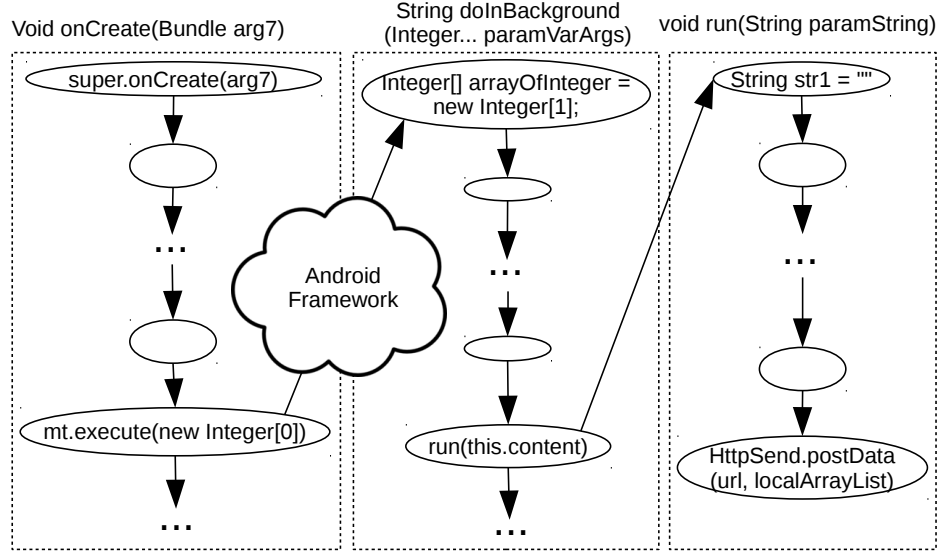 Void onCreate(Bundle arg7)
super.onCreate(arg7)
...
mt.execute(new Integer[0])
...
Android
Framework
String doInBackground
(Integer... paramVarArgs)
Integer[] arrayOfInteger =
new Integer[1];
...
run(this.content)
...
void run(String paramString)
String str1 = ""
...
HttpSend.postData
(url, localArrayList)